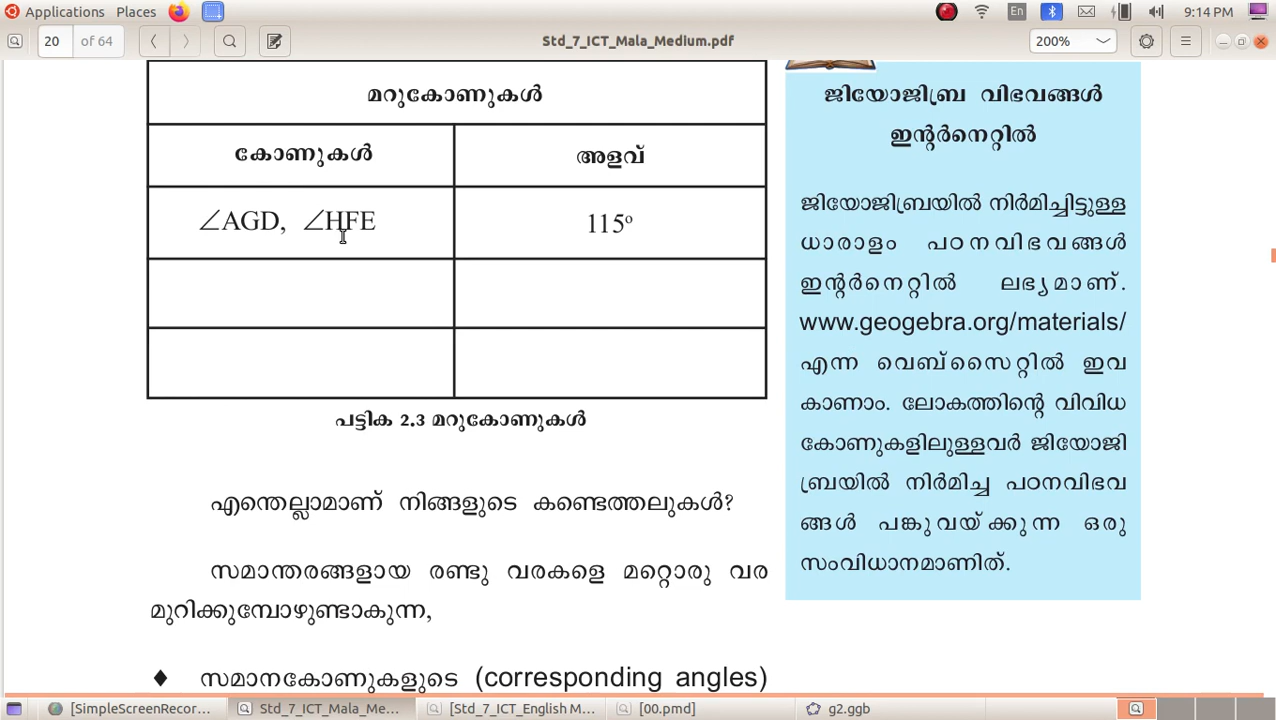 Applications Places En 9:14 PM
20 of 64 Std_7_ICT_Mala_Medium.pdf 200%
മറുകോണുകൾ
കോണുകൾ അളവ്
∠AGD, ∠HFE 115°
പട്ടിക 2.3 മറുകോണുകൾ
എന്തെല്ലാമാണ് നിങ്ങളുടെ കണ്ടെത്തലുകൾ?
സമാന്തരങ്ങളായ രണ്ടു വരകളെ മറ്റൊരു വര
മുറിക്കുമ്പോഴുണ്ടാകുന്ന,
♦ സമാനകോണുകളുടെ (corresponding angles)
ജിയോജിബ്ര വിഭവങ്ങൾ
ഇന്റർനെറ്റിൽ
ജിയോജിബ്രയിൽ നിർമിച്ചിട്ടുള്ള
ധാരാളം പഠനവിഭവങ്ങൾ
ഇന്റർനെറ്റിൽ ലഭ്യമാണ്.
www.geogebra.org/materials/
എന്ന വെബ്സൈറ്റിൽ ഇവ
കാണാം. ലോകത്തിന്റെ വിവിധ
കോണുകളിലുള്ളവർ ജിയോജി
ബ്രയിൽ നിർമിച്ച പഠനവിഭവ
ങ്ങൾ പങ്കുവയ്ക്കുന്ന ഒരു
സംവിധാനമാണിത്.
[SimpleScreenRecor... Std_7_ICT_Mala_Me... [Std_7_ICT_English M... [00.pmd] g2.ggb